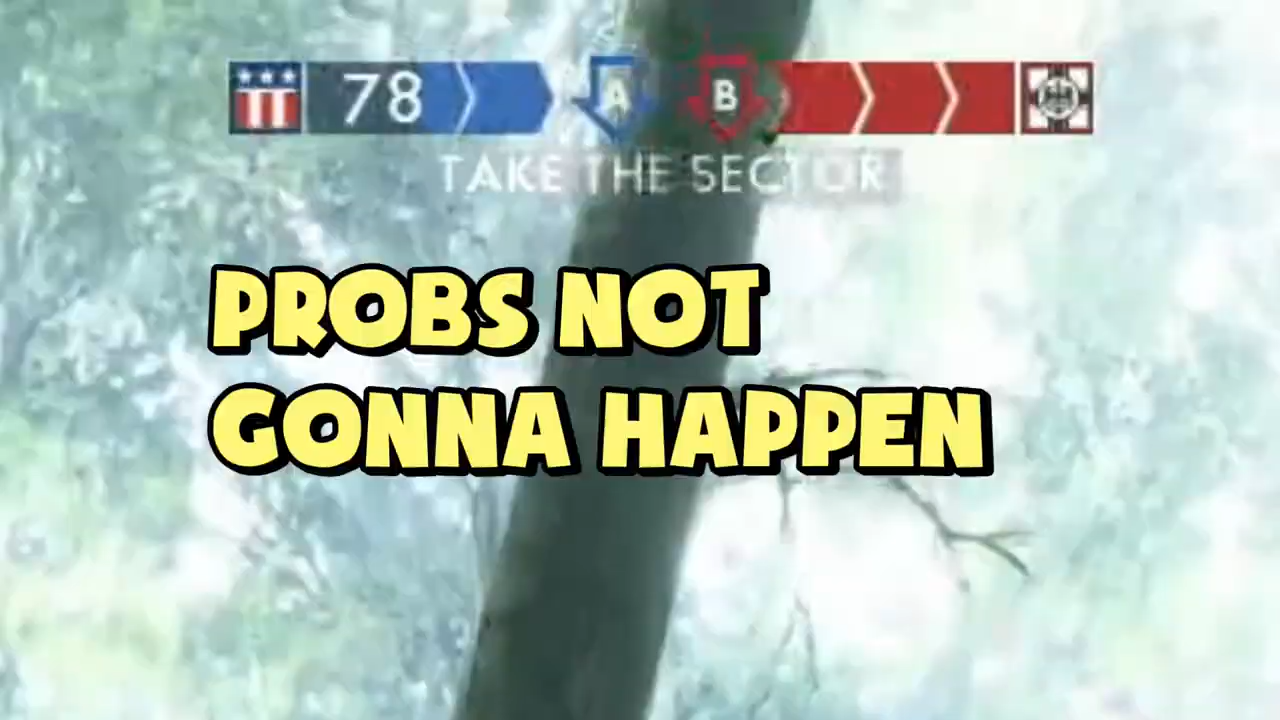 78
A
B
TAKE THE SECTOR
PROBS NOT
GONNA HAPPEN